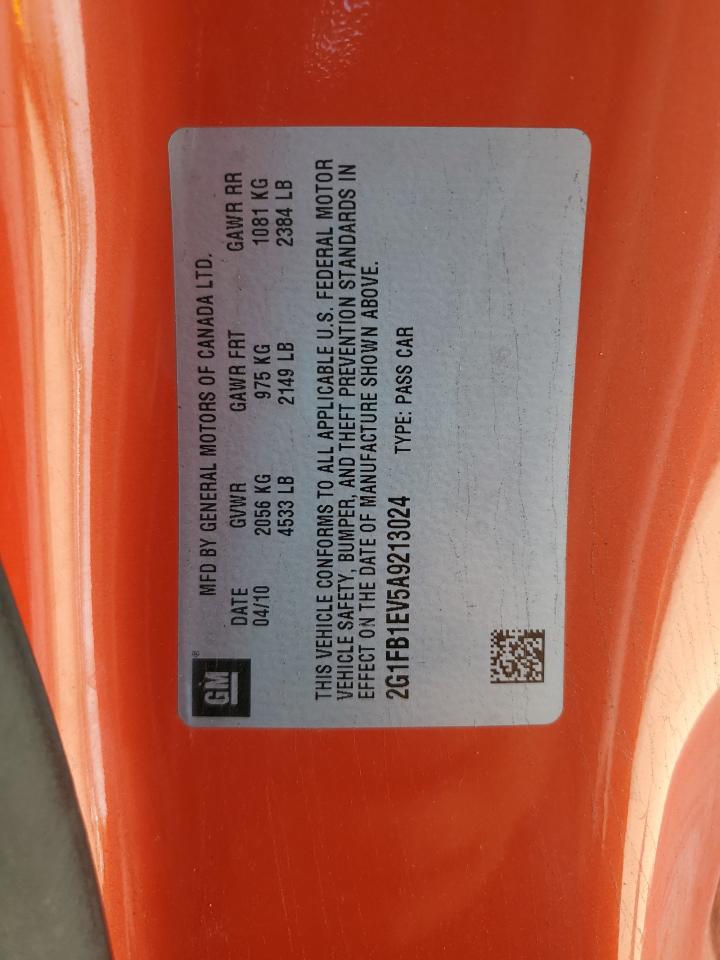 GM®
MFD BY GENERAL MOTORS OF CANADA LTD.
DATE GVWR GAWR FRT GAWR RR
04/10 2056 KG 975 KG 1081 KG
4533 LB 2149 LB 2384 LB
THIS VEHICLE CONFORMS TO ALL APPLICABLE U.S. FEDERAL MOTOR
VEHICLE SAFETY, BUMPER, AND THEFT PREVENTION STANDARDS IN
EFFECT ON THE DATE OF MANUFACTURE SHOWN ABOVE.
2G1FB1EV5A9213024 TYPE: PASS CAR